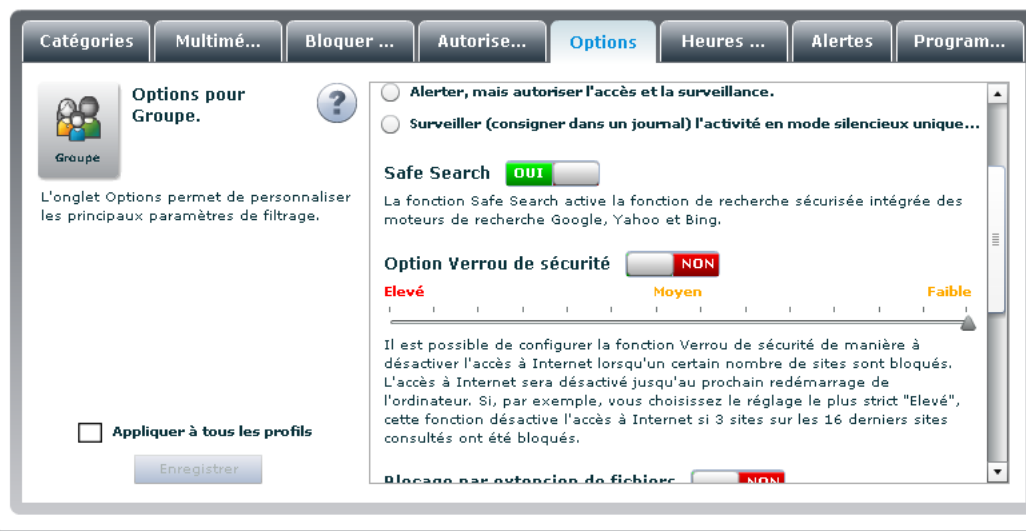 Catégories
Multimé...
Bloquer ...
Autorise...
Options
Heures ...
Alertes
Program...
Options pour
Groupe.
?
Groupe
L'onglet Options permet de personnaliser
les principaux paramètres de filtrage.
Appliquer à tous les profils
Enregistrer
Alerter, mais autoriser l'accès et la surveillance.
Surveiller (consigner dans un journal) l'activité en mode silencieux unique...
Safe Search OUI
La fonction Safe Search active la fonction de recherche sécurisée intégrée des
moteurs de recherche Google, Yahoo et Bing.
Option Verrou de sécurité NON
Elevé Moyen Faible
Il est possible de configurer la fonction Verrou de sécurité de manière à
désactiver l'accès à Internet lorsqu'un certain nombre de sites sont bloqués.
L'accès à Internet sera désactivé jusqu'au prochain redémarrage de
l'ordinateur. Si, par exemple, vous choisissez le réglage le plus strict "Elevé",
cette fonction désactive l'accès à Internet si 3 sites sur les 16 derniers sites
consultés ont été bloqués.
Blocage par extension de fichiers NON